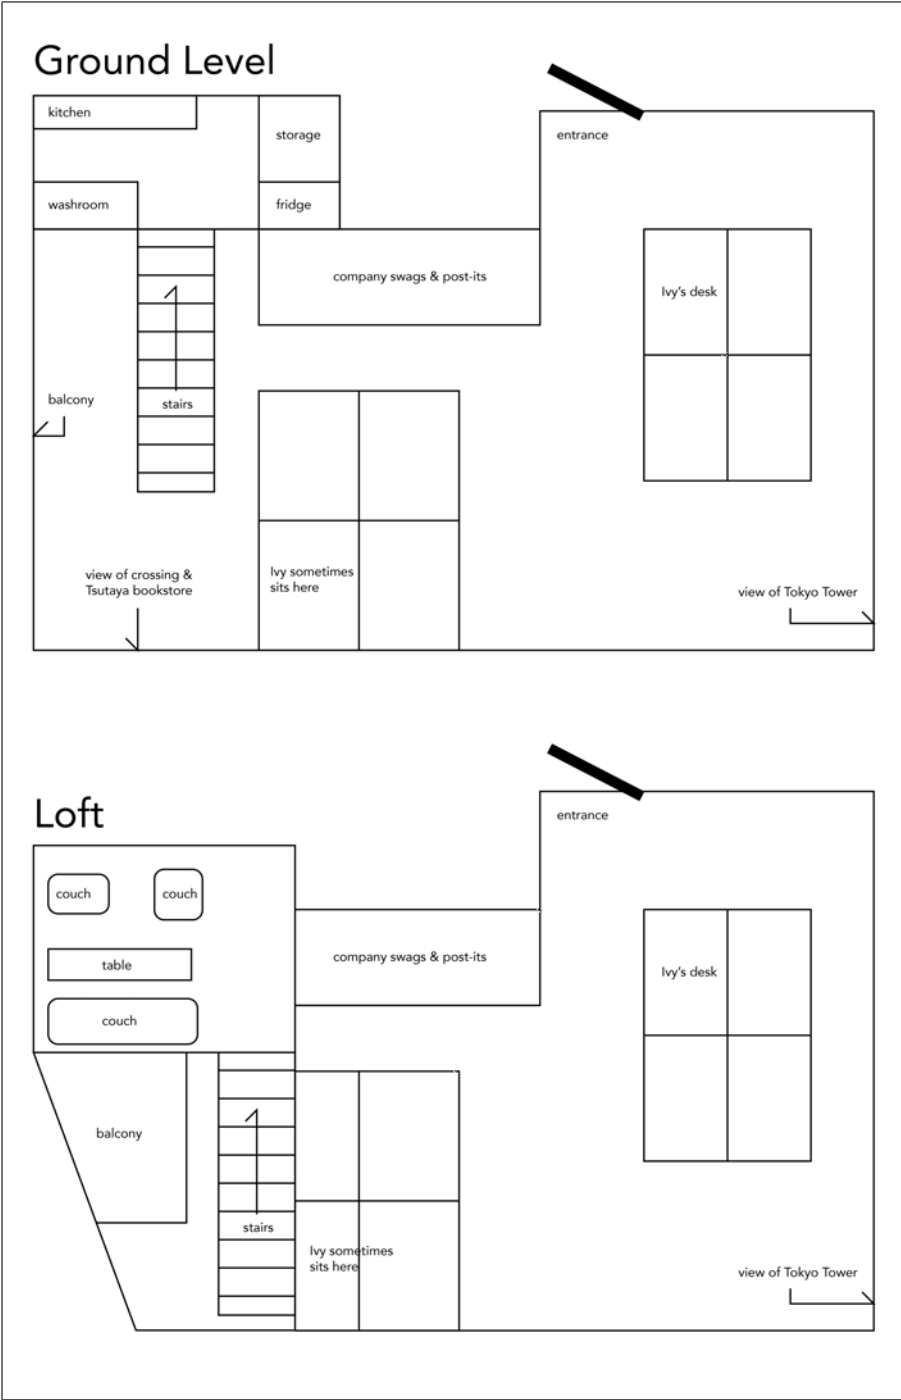 Ground Level
kitchen
storage
entrance
washroom
fridge
company swags & post-its
Ivy's desk
balcony
stairs
view of crossing &
Tsutaya bookstore
Ivy sometimes
sits here
view of Tokyo Tower
Loft
entrance
couch
couch
company swags & post-its
table
Ivy's desk
couch
balcony
stairs
Ivy sometimes
sits here
view of Tokyo Tower